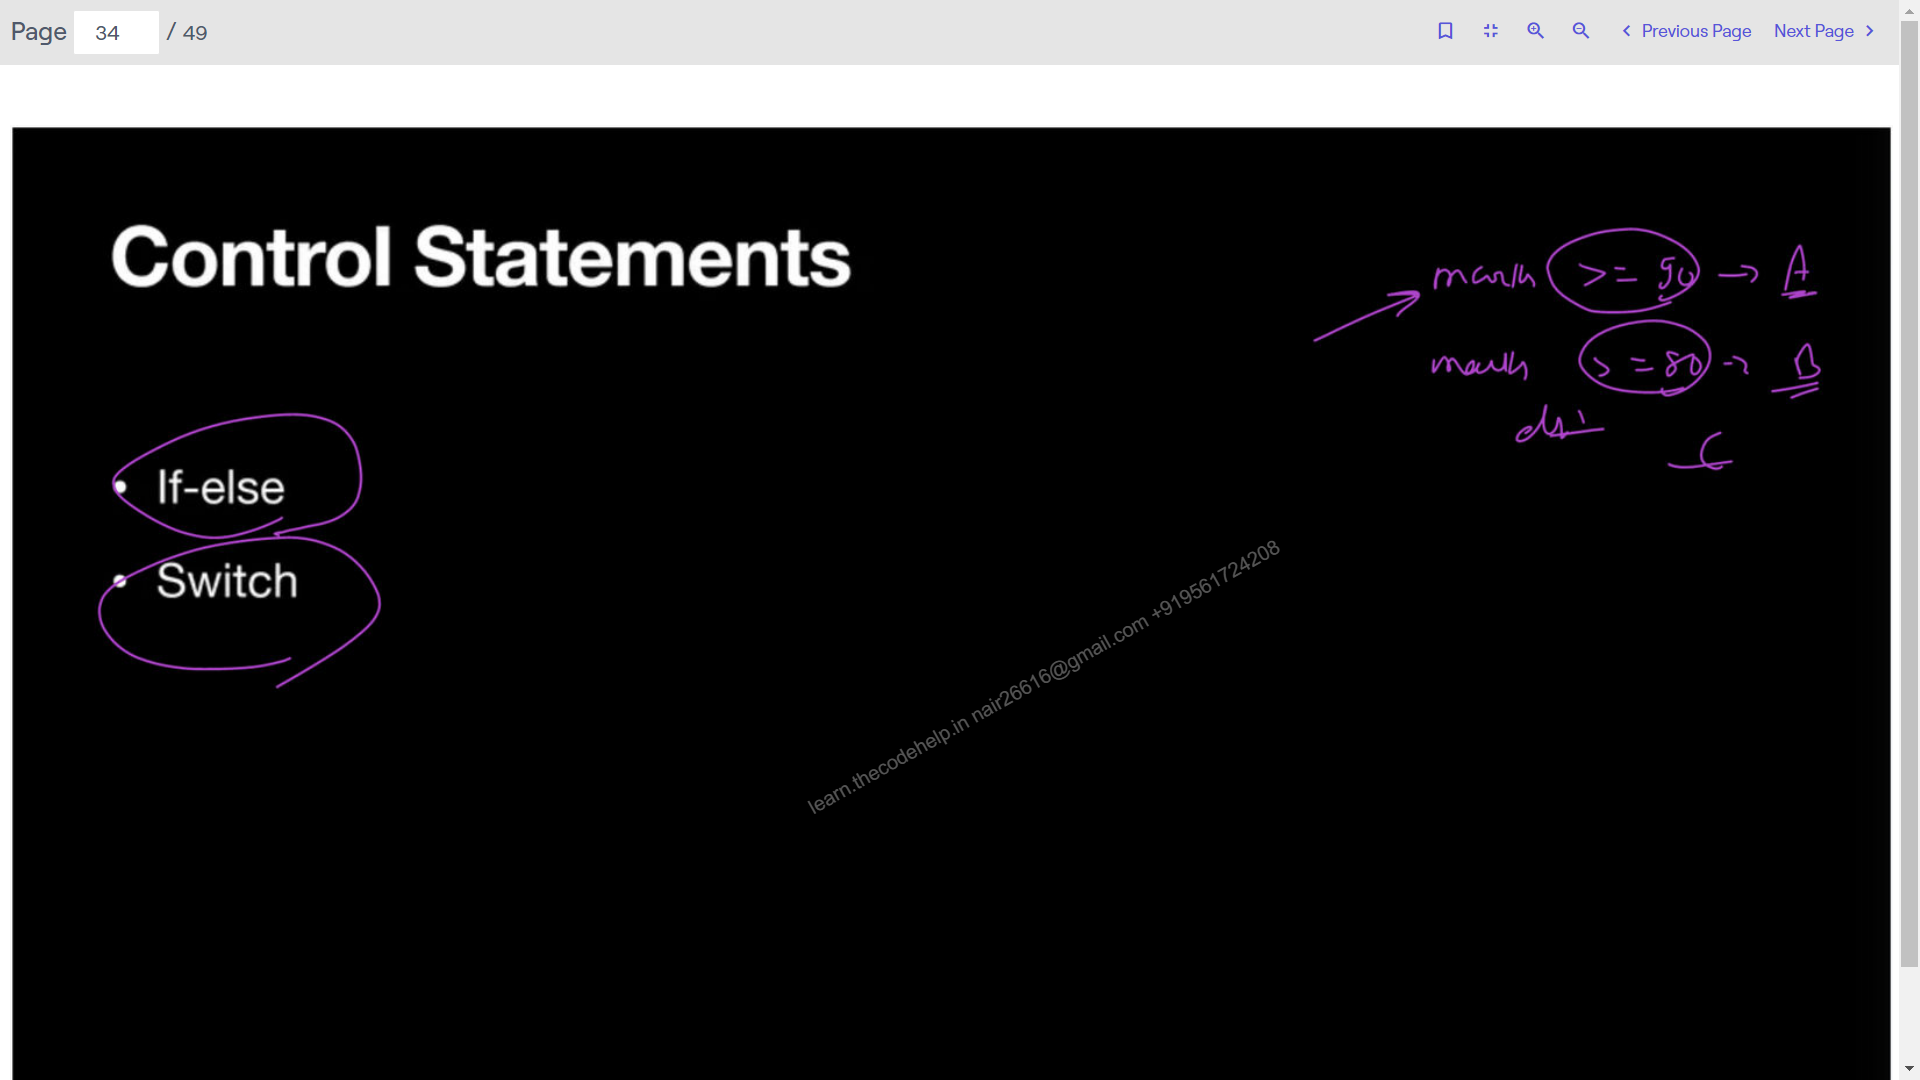 Page 34 / 49
Previous Page Next Page
Control Statements
marks >= 90 → A
marks >= 80 → B
C
• If-else
• Switch
learn.thecodehelp.in nair26616@gmail.com +919561724208